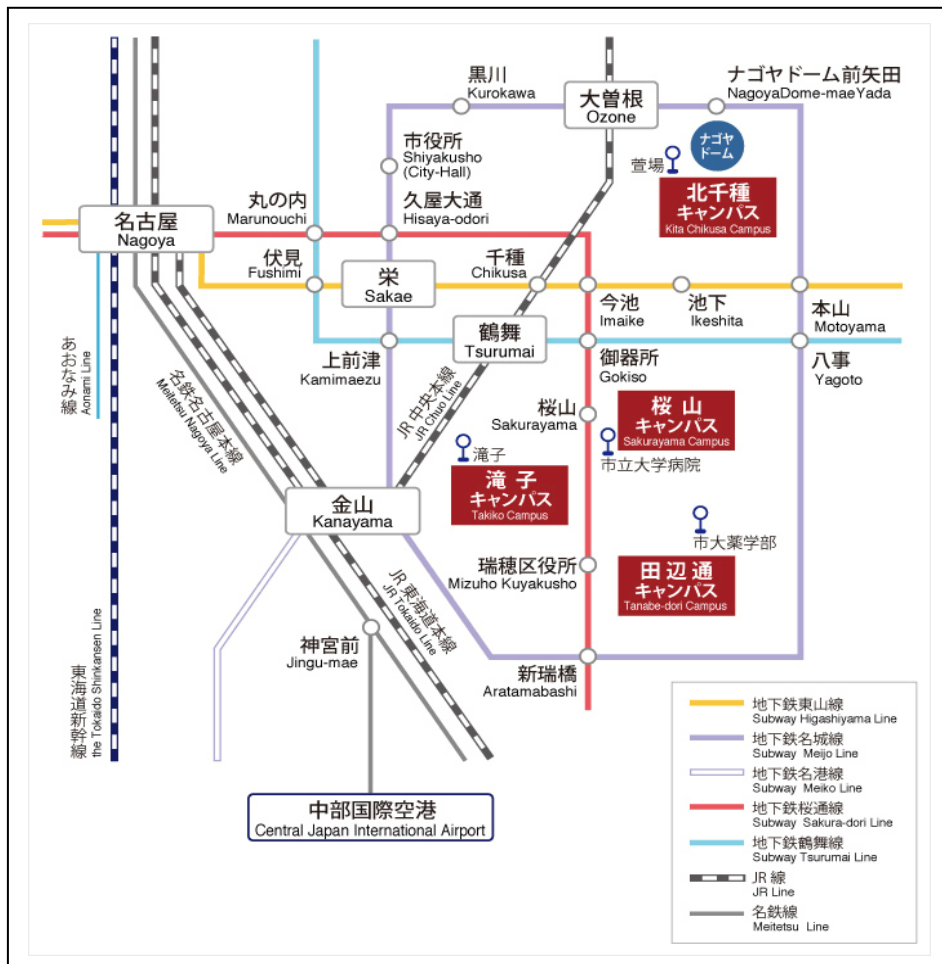 黒川
Kurokawa
大曽根
Ozone
ナゴヤドーム前矢田
NagoyaDome-maeYada
市役所
Shiyakusho
(City-Hall)
ナゴヤ
ドーム
萱場
北千種
キャンパス
Kita Chikusa Campus
丸の内
Marunouchi
久屋大通
Hisaya-odori
名古屋
Nagoya
伏見
Fushimi
栄
Sakae
千種
Chikusa
今池
Imaike
池下
Ikeshita
本山
Motoyama
あおなみ線
Aonami Line
上前津
Kamimaezu
鶴舞
Tsurumai
御器所
Gokiso
八事
Yagoto
名鉄名古屋本線
Meitetsu Nagoya Line
JR中央本線
JR Chuo Line
桜山
Sakurayama
桜山
キャンパス
Sakurayama Campus
市立大学病院
滝子
滝子
キャンパス
Takiko Campus
金山
Kanayama
市大薬学部
瑞穂区役所
Mizuho Kuyakusho
田辺通
キャンパス
Tanabe-dori Campus
JR東海道本線
JR Tokaido Line
神宮前
Jingu-mae
新瑞橋
Aratamabashi
東海道新幹線
the Tokaido Shinkansen Line
中部国際空港
Central Japan International Airport
地下鉄東山線
Subway Higashiyama Line
地下鉄名城線
Subway Meijo Line
地下鉄名港線
Subway Meiko Line
地下鉄桜通線
Subway Sakura-dori Line
地下鉄鶴舞線
Subway Tsurumai Line
JR線
JR Line
名鉄線
Meitetsu Line